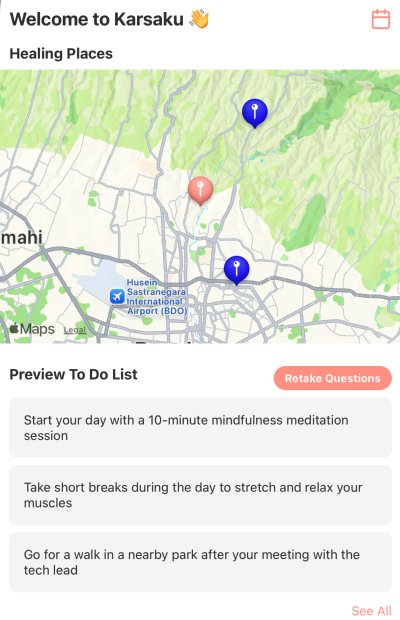 Welcome to Karsaku 👋
Healing Places
mahi
Husein
Sastranegara
International
Airport (BDO)
Maps Legal
Preview To Do List
Retake Questions
Start your day with a 10-minute mindfulness meditation
session
Take short breaks during the day to stretch and relax your
muscles
Go for a walk in a nearby park after your meeting with the
tech lead
See All